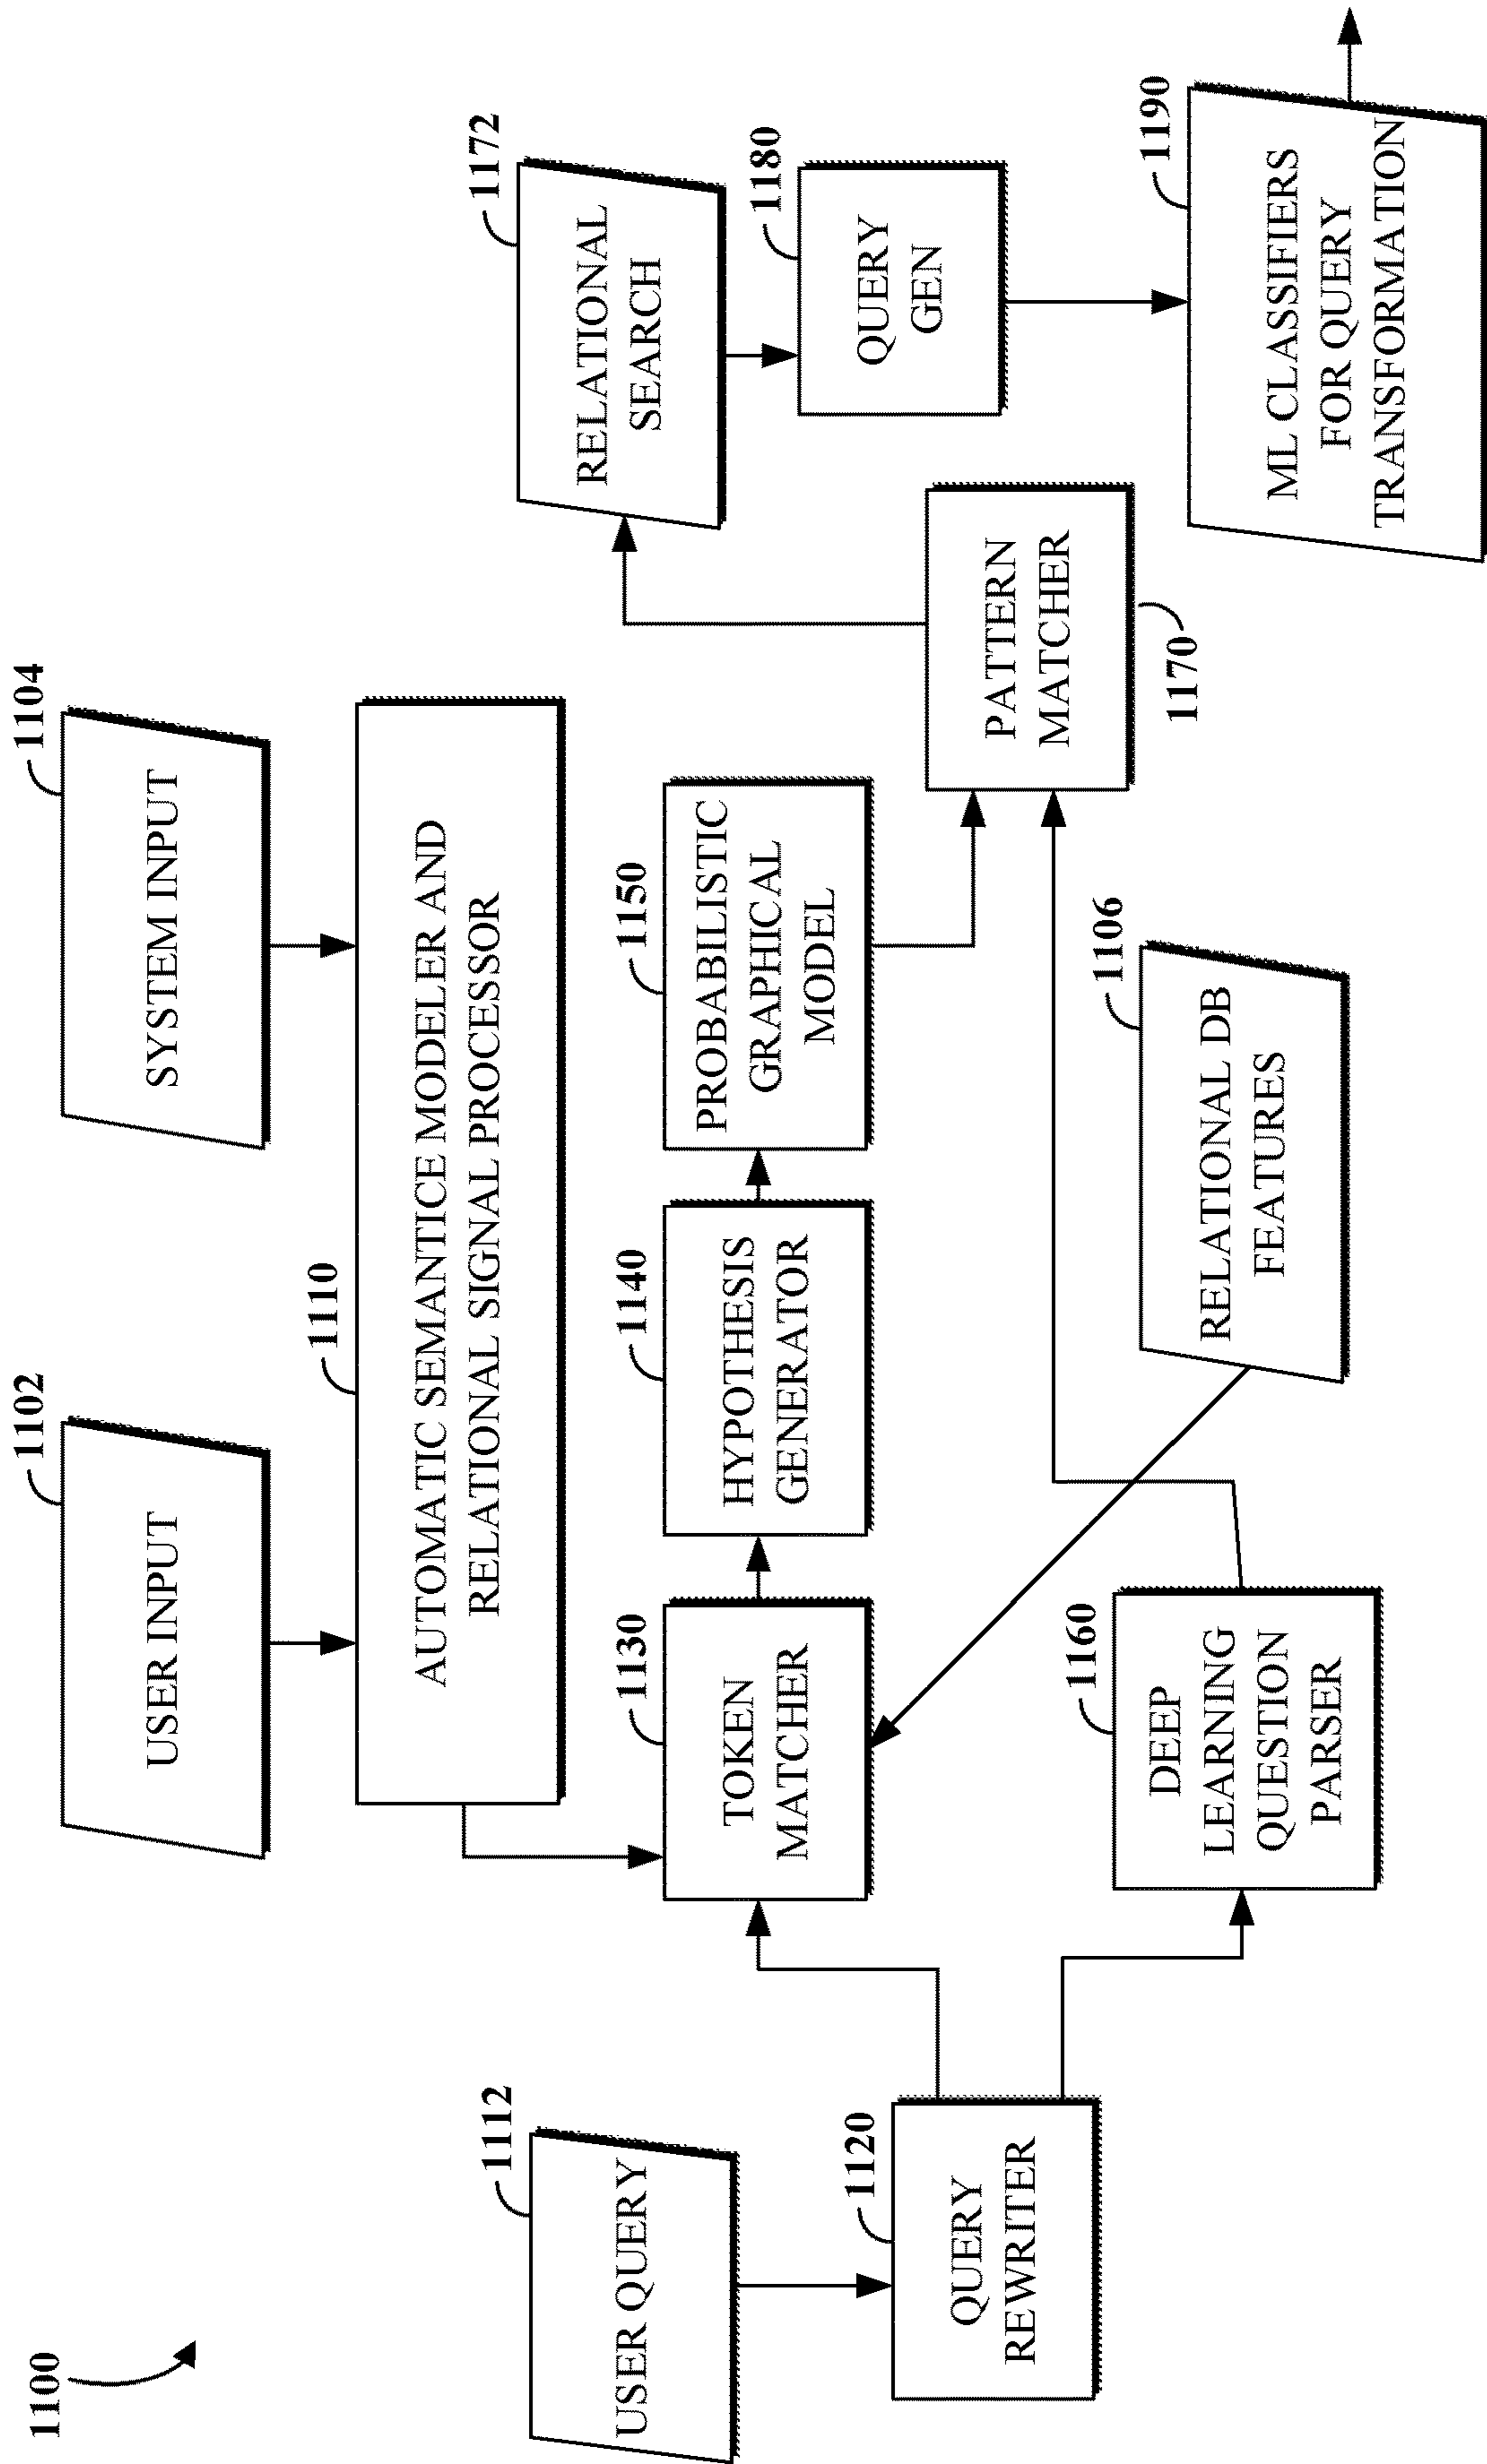 1100
1102
USER INPUT
1104
SYSTEM INPUT
1110
AUTOMATIC SEMANTICE MODELER AND
RELATIONAL SIGNAL PROCESSOR
1112
USER QUERY
1120
QUERY
REWRITER
1130
TOKEN
MATCHER
1140
HYPOTHESIS
GENERATOR
1150
PROBABILISTIC
GRAPHICAL
MODEL
1160
DEEP
LEARNING
QUESTION
PARSER
1106
RELATIONAL DB
FEATURES
PATTERN
MATCHER
1170
1172
RELATIONAL
SEARCH
1180
QUERY
GEN
1190
ML CLASSIFIERS
FOR QUERY
TRANSFORMATION